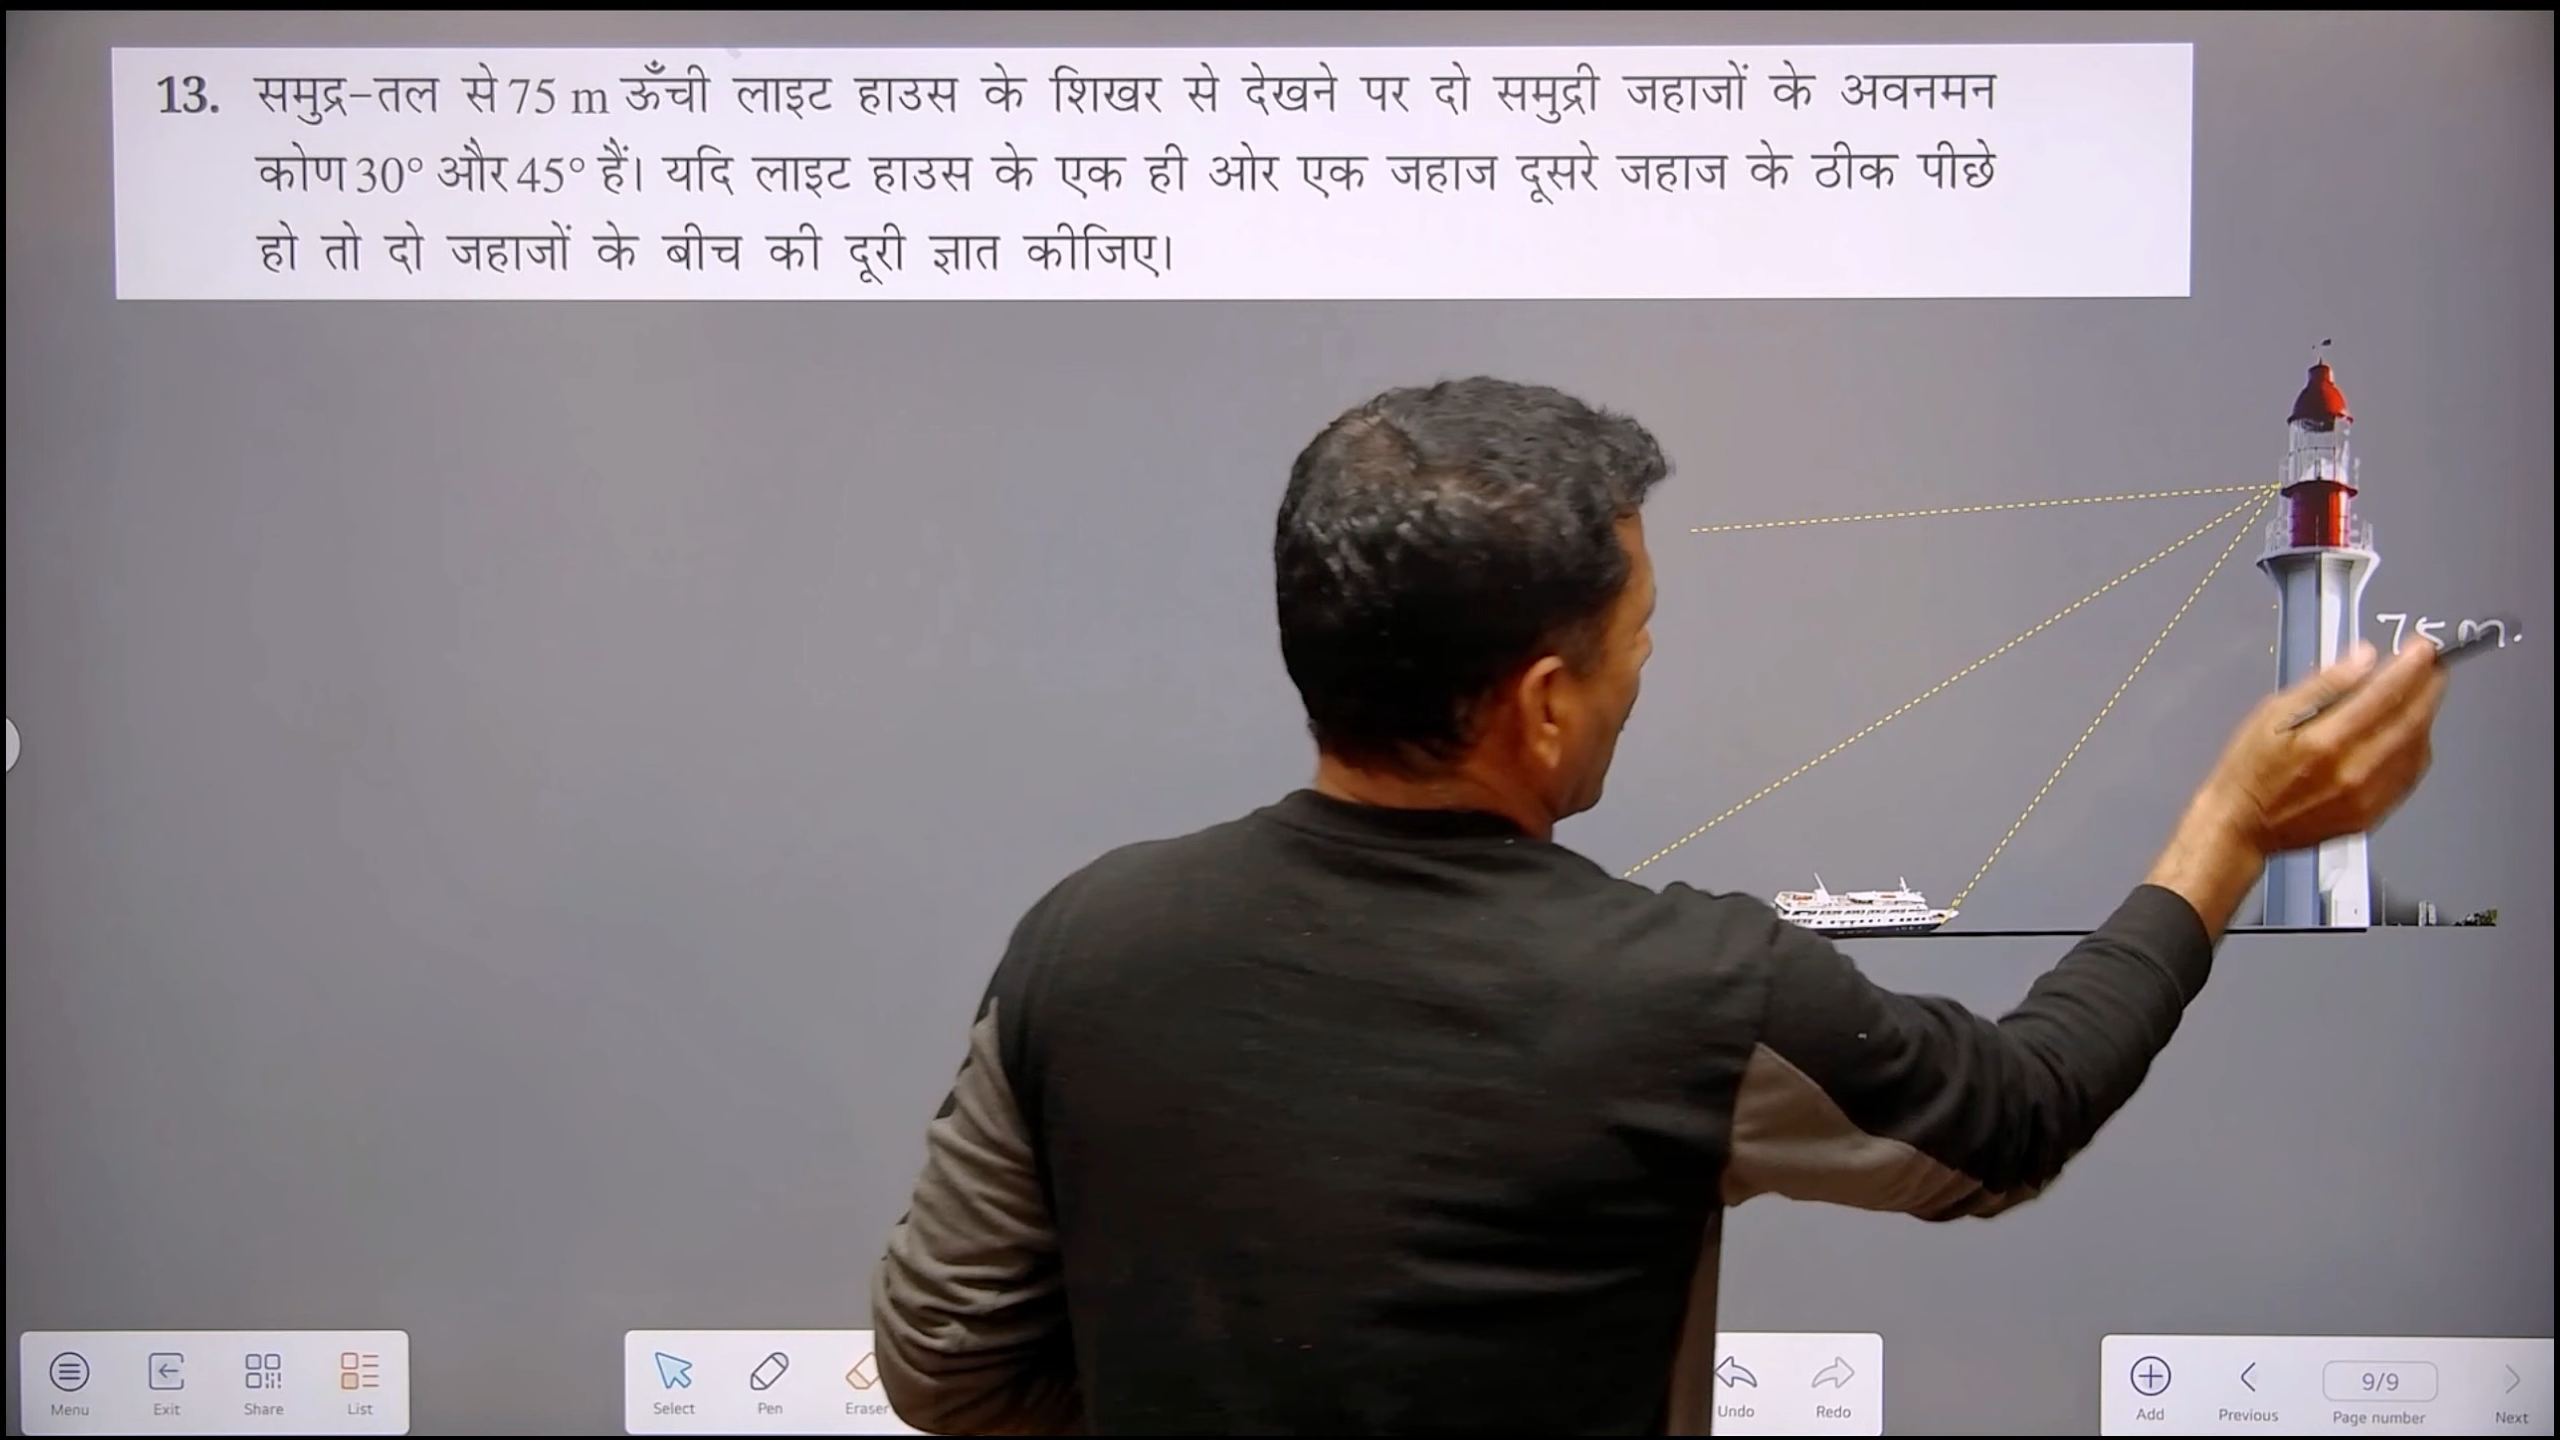 13. समुद्र-तल से 75 m ऊँची लाइट हाउस के शिखर से देखने पर दो समुद्री जहाजों के अवनमन
कोण 30° और 45° हैं। यदि लाइट हाउस के एक ही ओर एक जहाज दूसरे जहाज के ठीक पीछे
हो तो दो जहाजों के बीच की दूरी ज्ञात कीजिए।
75m.
Menu Exit Share List Select Pen Eraser Undo Redo Add Previous 9/9 Page number Next